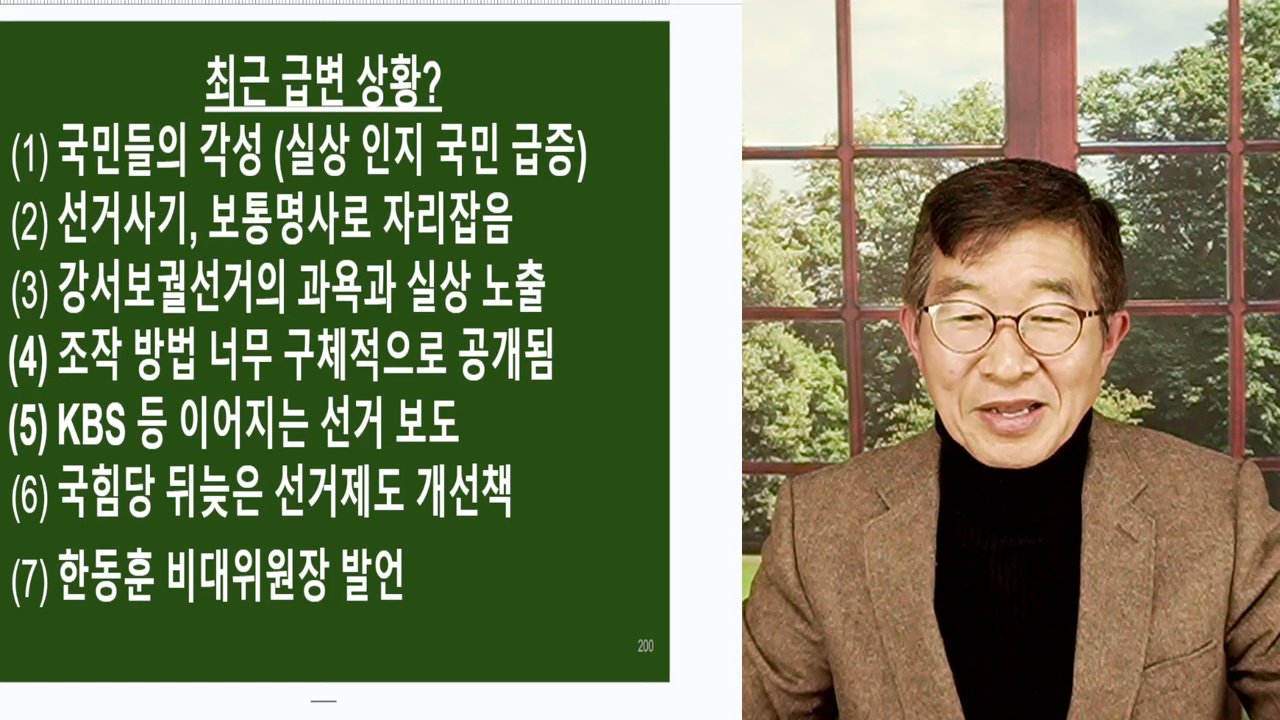 최근 급변 상황?
(1) 국민들의 각성 (실상 인지 국민 급증)
(2) 선거사기, 보통명사로 자리잡음
(3) 강서보궐선거의 과욕과 실상 노출
(4) 조작 방법 너무 구체적으로 공개됨
(5) KBS 등 이어지는 선거 보도
(6) 국힘당 뒤늦은 선거제도 개선책
(7) 한동훈 비대위원장 발언
200